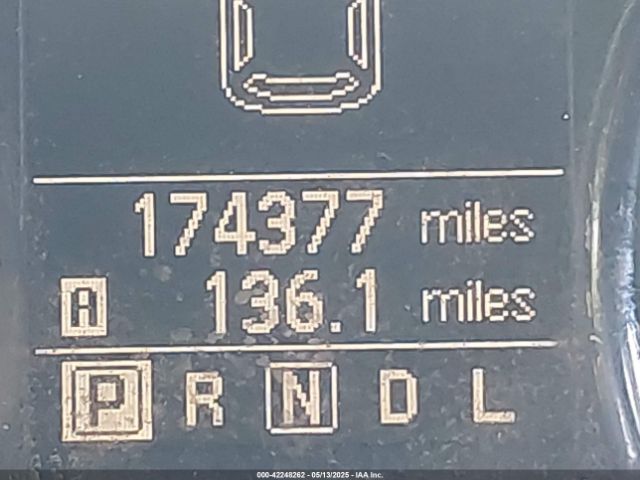 174377 miles
A 136.1 miles
P R N D L
000-42248262 - 05/13/2025 - IAA Inc.